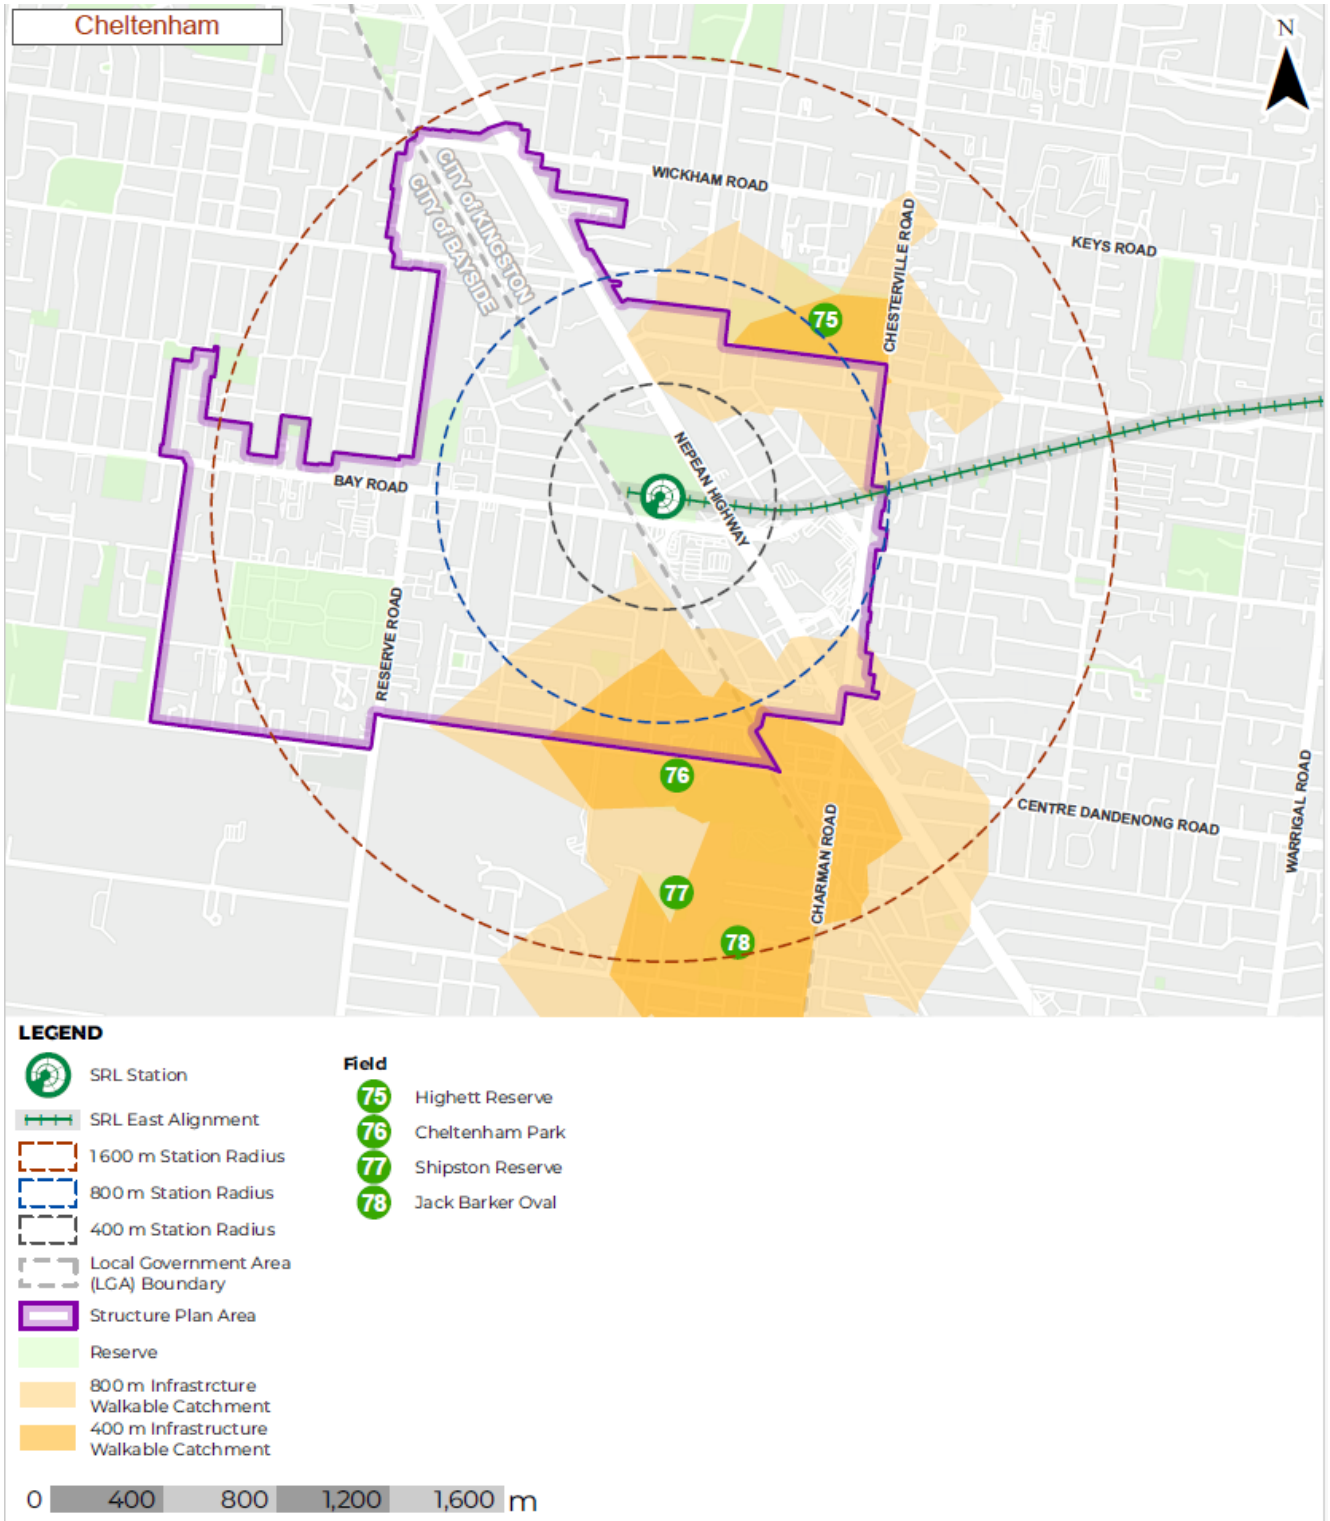 Cheltenham
N
WICKHAM ROAD
CITY of KINGSTON
CITY of BAYSIDE
CHESTERVILLE ROAD
KEYS ROAD
75
NEPEAN HIGHWAY
BAY ROAD
RESERVE ROAD
76
CENTRE DANDENONG ROAD
WARRIGAL ROAD
CHARMAN ROAD
77
78
LEGEND
SRL Station
SRL East Alignment
1600 m Station Radius
800 m Station Radius
400 m Station Radius
Local Government Area
(LGA) Boundary
Structure Plan Area
Reserve
800 m Infrastrcture
Walkable Catchment
400 m Infrastructure
Walkable Catchment
Field
75 Highett Reserve
76 Cheltenham Park
77 Shipston Reserve
78 Jack Barker Oval
0 400 800 1,200 1,600 m